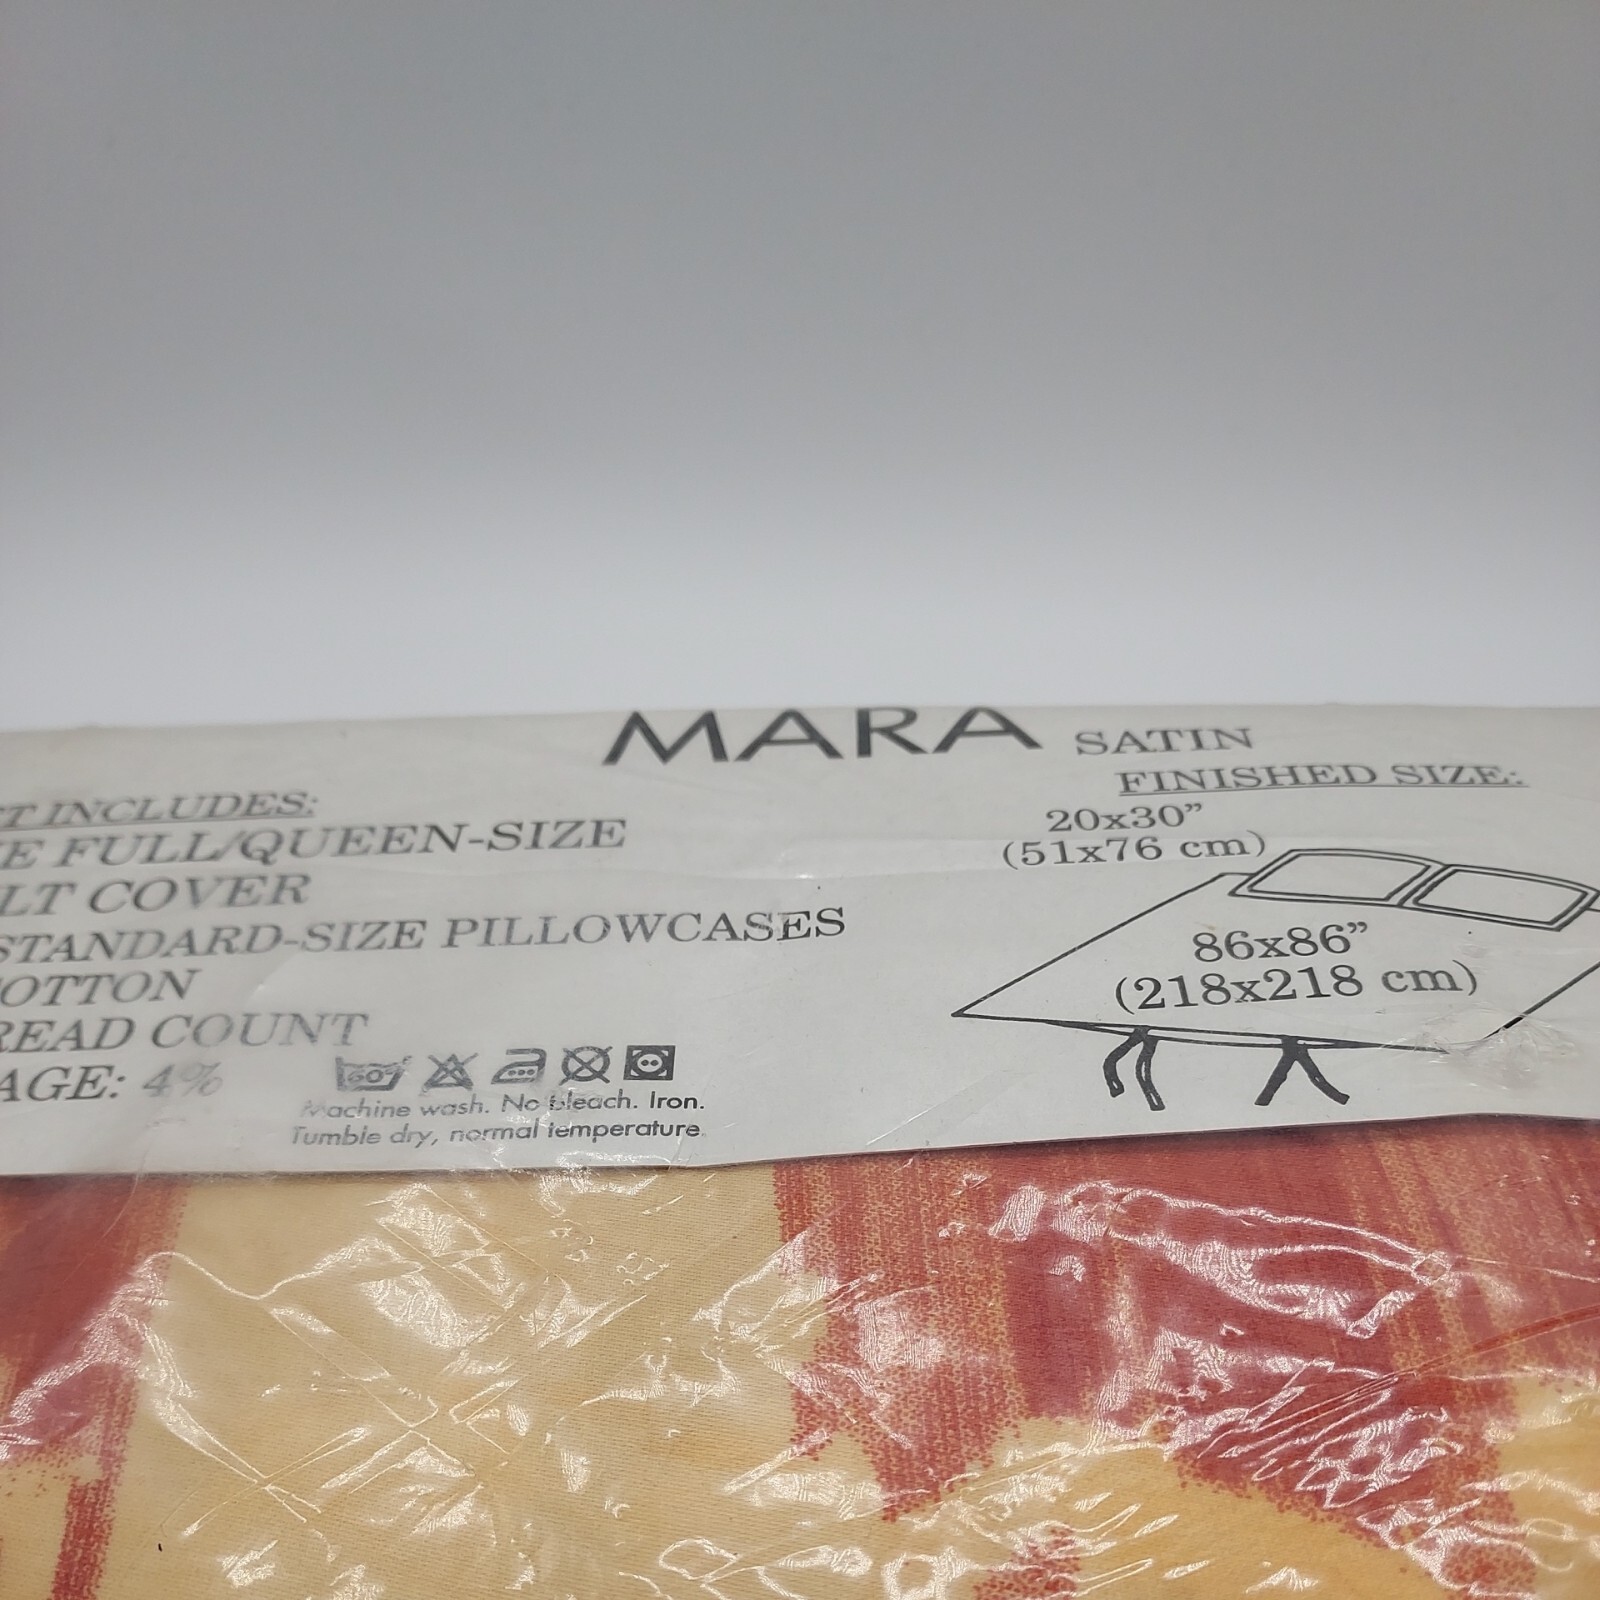 MARA SATIN
T INCLUDES:
E FULL/QUEEN-SIZE
LT COVER
STANDARD-SIZE PILLOWCASES
OTTON
READ COUNT
AGE: 4%
60°
Machine wash. No bleach. Iron.
Tumble dry, normal temperature.
FINISHED SIZE:
20x30”
(51x76 cm)
86x86”
(218x218 cm)